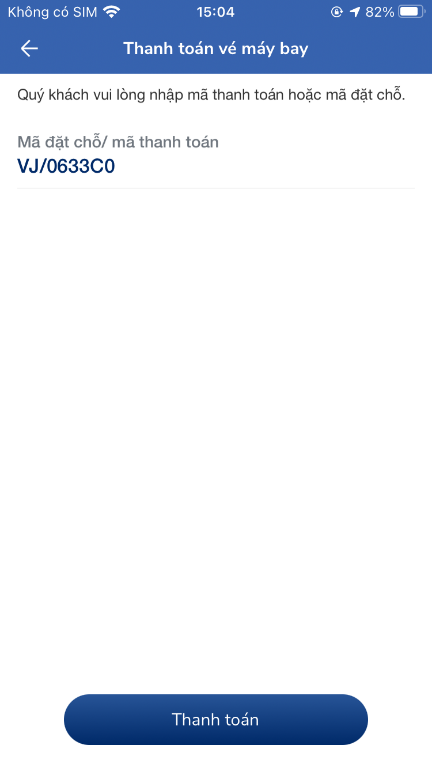 Không có SIM 15:04 82%
Thanh toán vé máy bay
Quý khách vui lòng nhập mã thanh toán hoặc mã đặt chỗ.
Mã đặt chỗ/ mã thanh toán
VJ/0633C0
Thanh toán